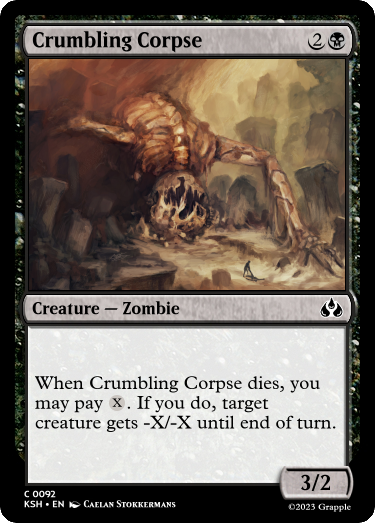 Crumbling Corpse 2
Creature — Zombie
When Crumbling Corpse dies, you
may pay X. If you do, target
creature gets -X/-X until end of turn.
3/2
C 0092
KSH • EN Caelan Stokkermans
©2023 Grapple